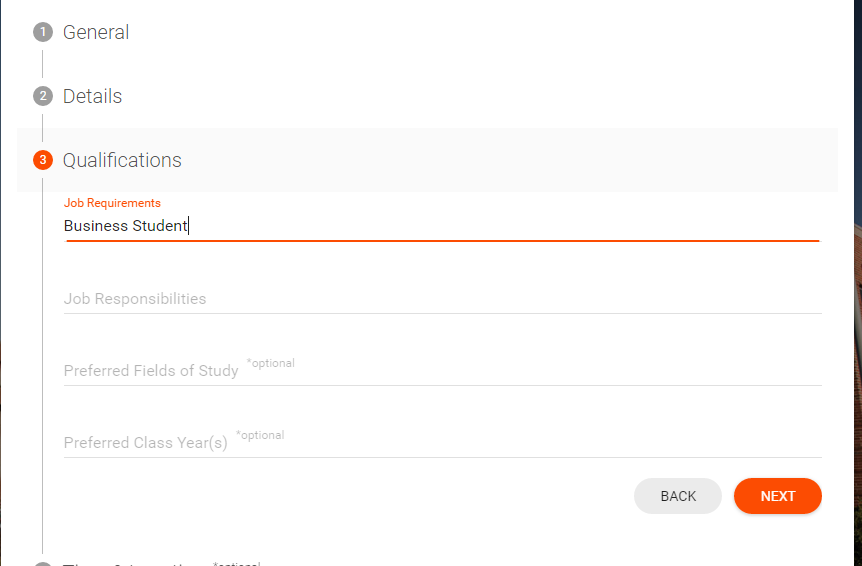 1 General
2 Details
3 Qualifications
Job Requirements
Business Student
Job Responsibilities
Preferred Fields of Study *optional
Preferred Class Year(s) *optional
BACK NEXT
*optional